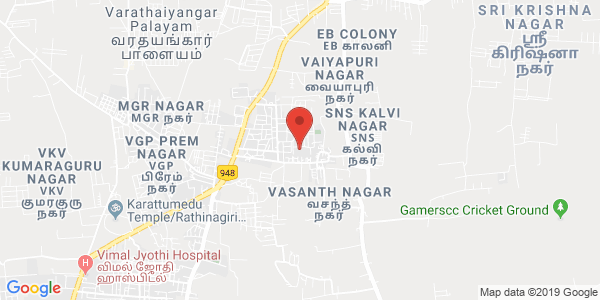 Varathaiyangar
Palayam
வரதயங்கார்
பாளையம்
EB COLONY
EB காலனி
VAIYAPURI
NAGAR
வையாபுரி
நகர்
SRI KRISHNA
NAGAR
ஸ்ரீ
கிரிஷ்னா
நகர்
MGR NAGAR
MGR நகர்
SNS KALVI
NAGAR
SNS
கல்வி
நகர்
VGP PREM
NAGAR
VGP
பிரேம்
நகர்
VKV
KUMARAGURU
NAGAR
VKV
குமரகுரு
நகர்
948
VASANTH NAGAR
வசந்த்
நகர்
Karattumedu
Temple/Rathinagiri...
Gamerscc Cricket Ground
Vimal Jyothi Hospital
விமல் ஜோதி
ஹாஸ்பிட்ல்
H
Google
Map data ©2019 Google